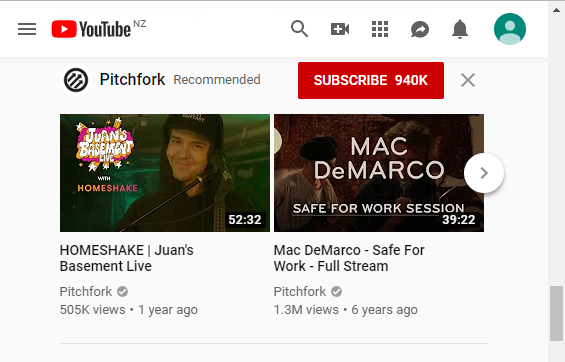 YouTube NZ
Pitchfork Recommended SUBSCRIBE 940K
JUAN'S
BASEMENT
LIVE
WITH
HOMESHAKE
52:32
MAC
DEMARCO
SAFE FOR WORK SESSION
39:22
HOMESHAKE | Juan's
Basement Live
Pitchfork
505K views • 1 year ago
Mac DeMarco - Safe For
Work - Full Stream
Pitchfork
1.3M views • 6 years ago